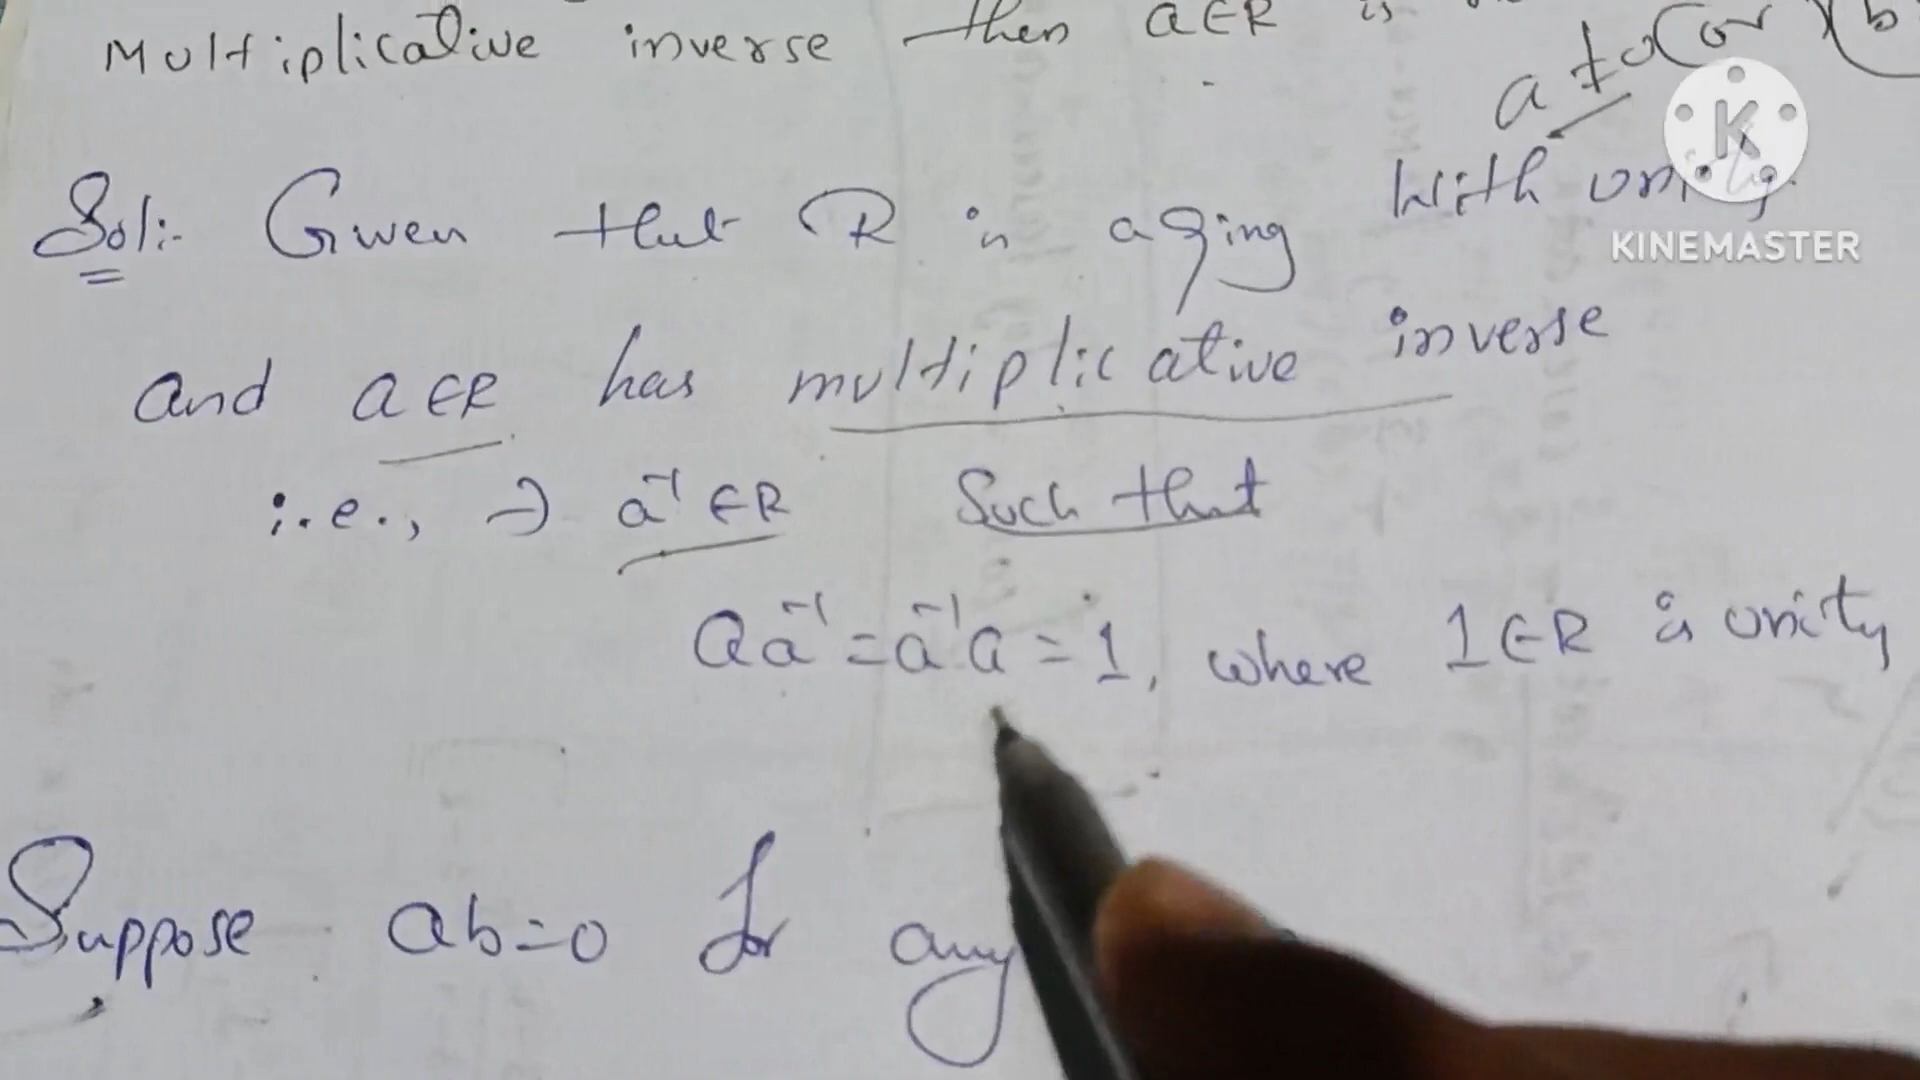 Multiplicative inverse then a∈R is
a ≠ 0 (or) (b
Sol:- Given that R is a ring with unity.
and a∈R has multiplicative inverse
i.e., ∃ a⁻¹ ∈R Such that
aa⁻¹ = a⁻¹a = 1, where 1∈R is unity
Suppose ab=0 for any
KINEMASTER